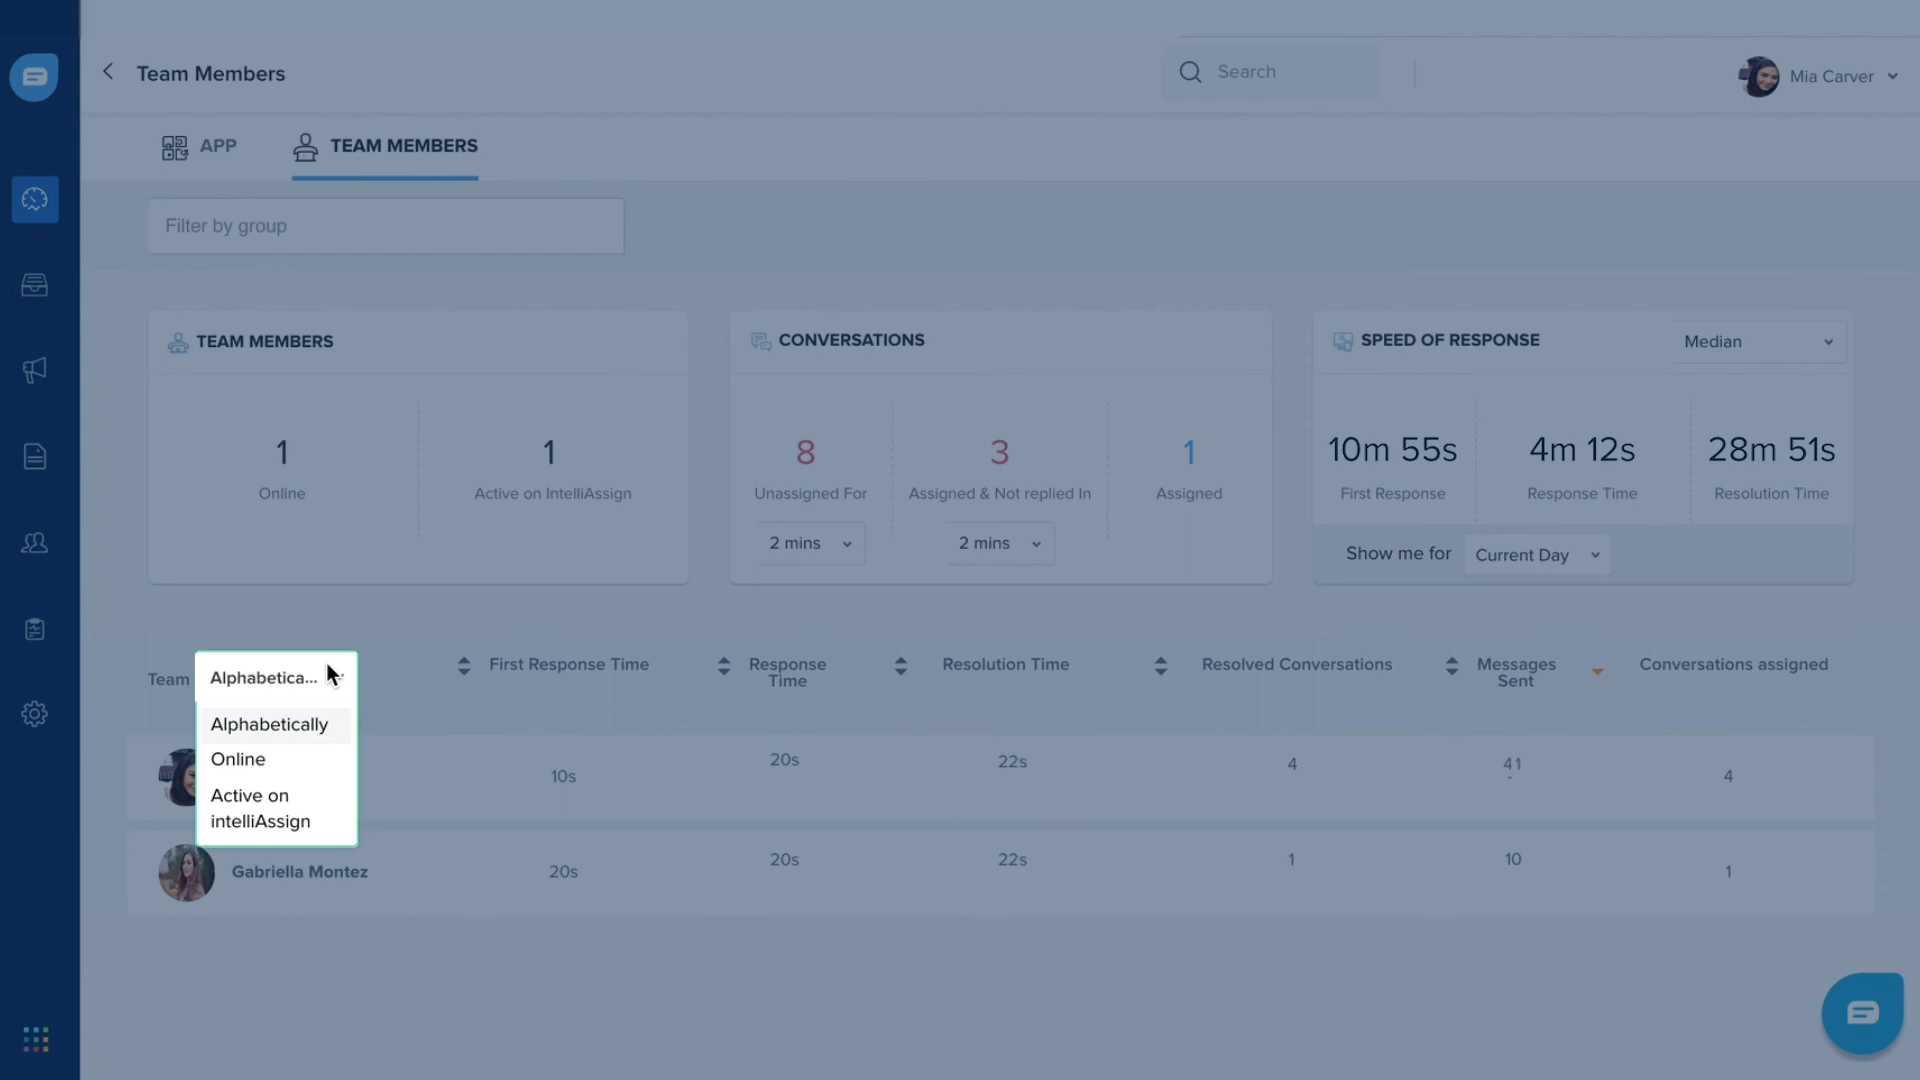 Team Members
Search
Mia Carver
APP
TEAM MEMBERS
Filter by group
TEAM MEMBERS
1
Online
1
Active on IntelliAssign
CONVERSATIONS
8
Unassigned For
2 mins
3
Assigned & Not replied In
2 mins
1
Assigned
SPEED OF RESPONSE
Median
10m 55s
First Response
4m 12s
Response Time
28m 51s
Resolution Time
Show me for
Current Day
Team
Alphabetica...
Alphabetically
Online
Active on
intelliAssign
First Response Time
Response
Time
Resolution Time
Resolved Conversations
Messages
Sent
Conversations assigned
10s
20s
22s
4
41
4
Gabriella Montez
20s
20s
22s
1
10
1